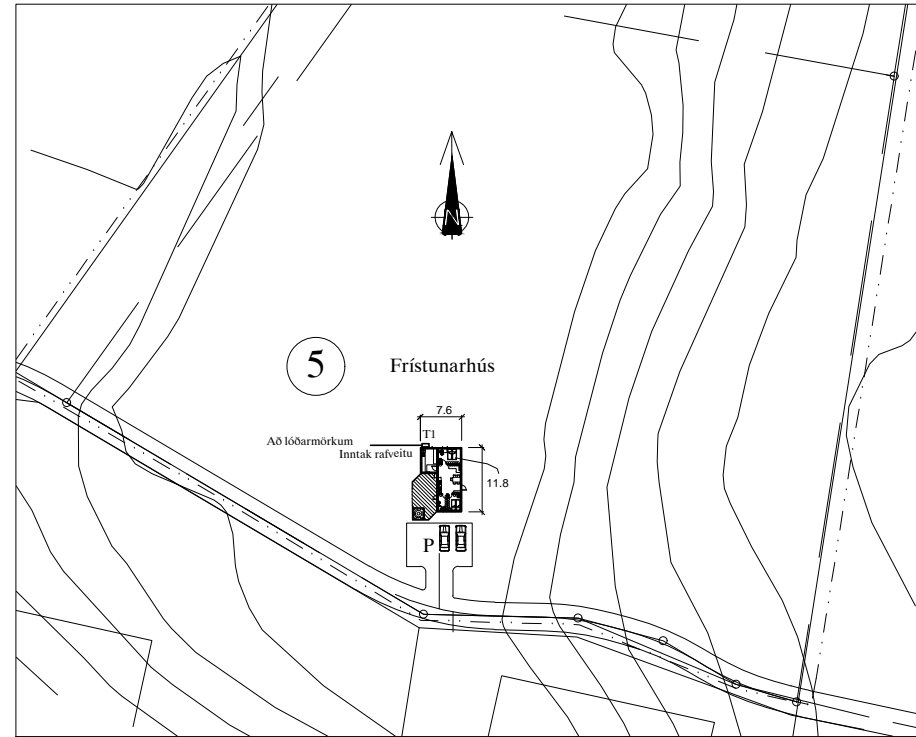 N
5
Frístunarhús
7.6
T1
Að lóðarmörkum
Inntak rafveitu
11.8
P